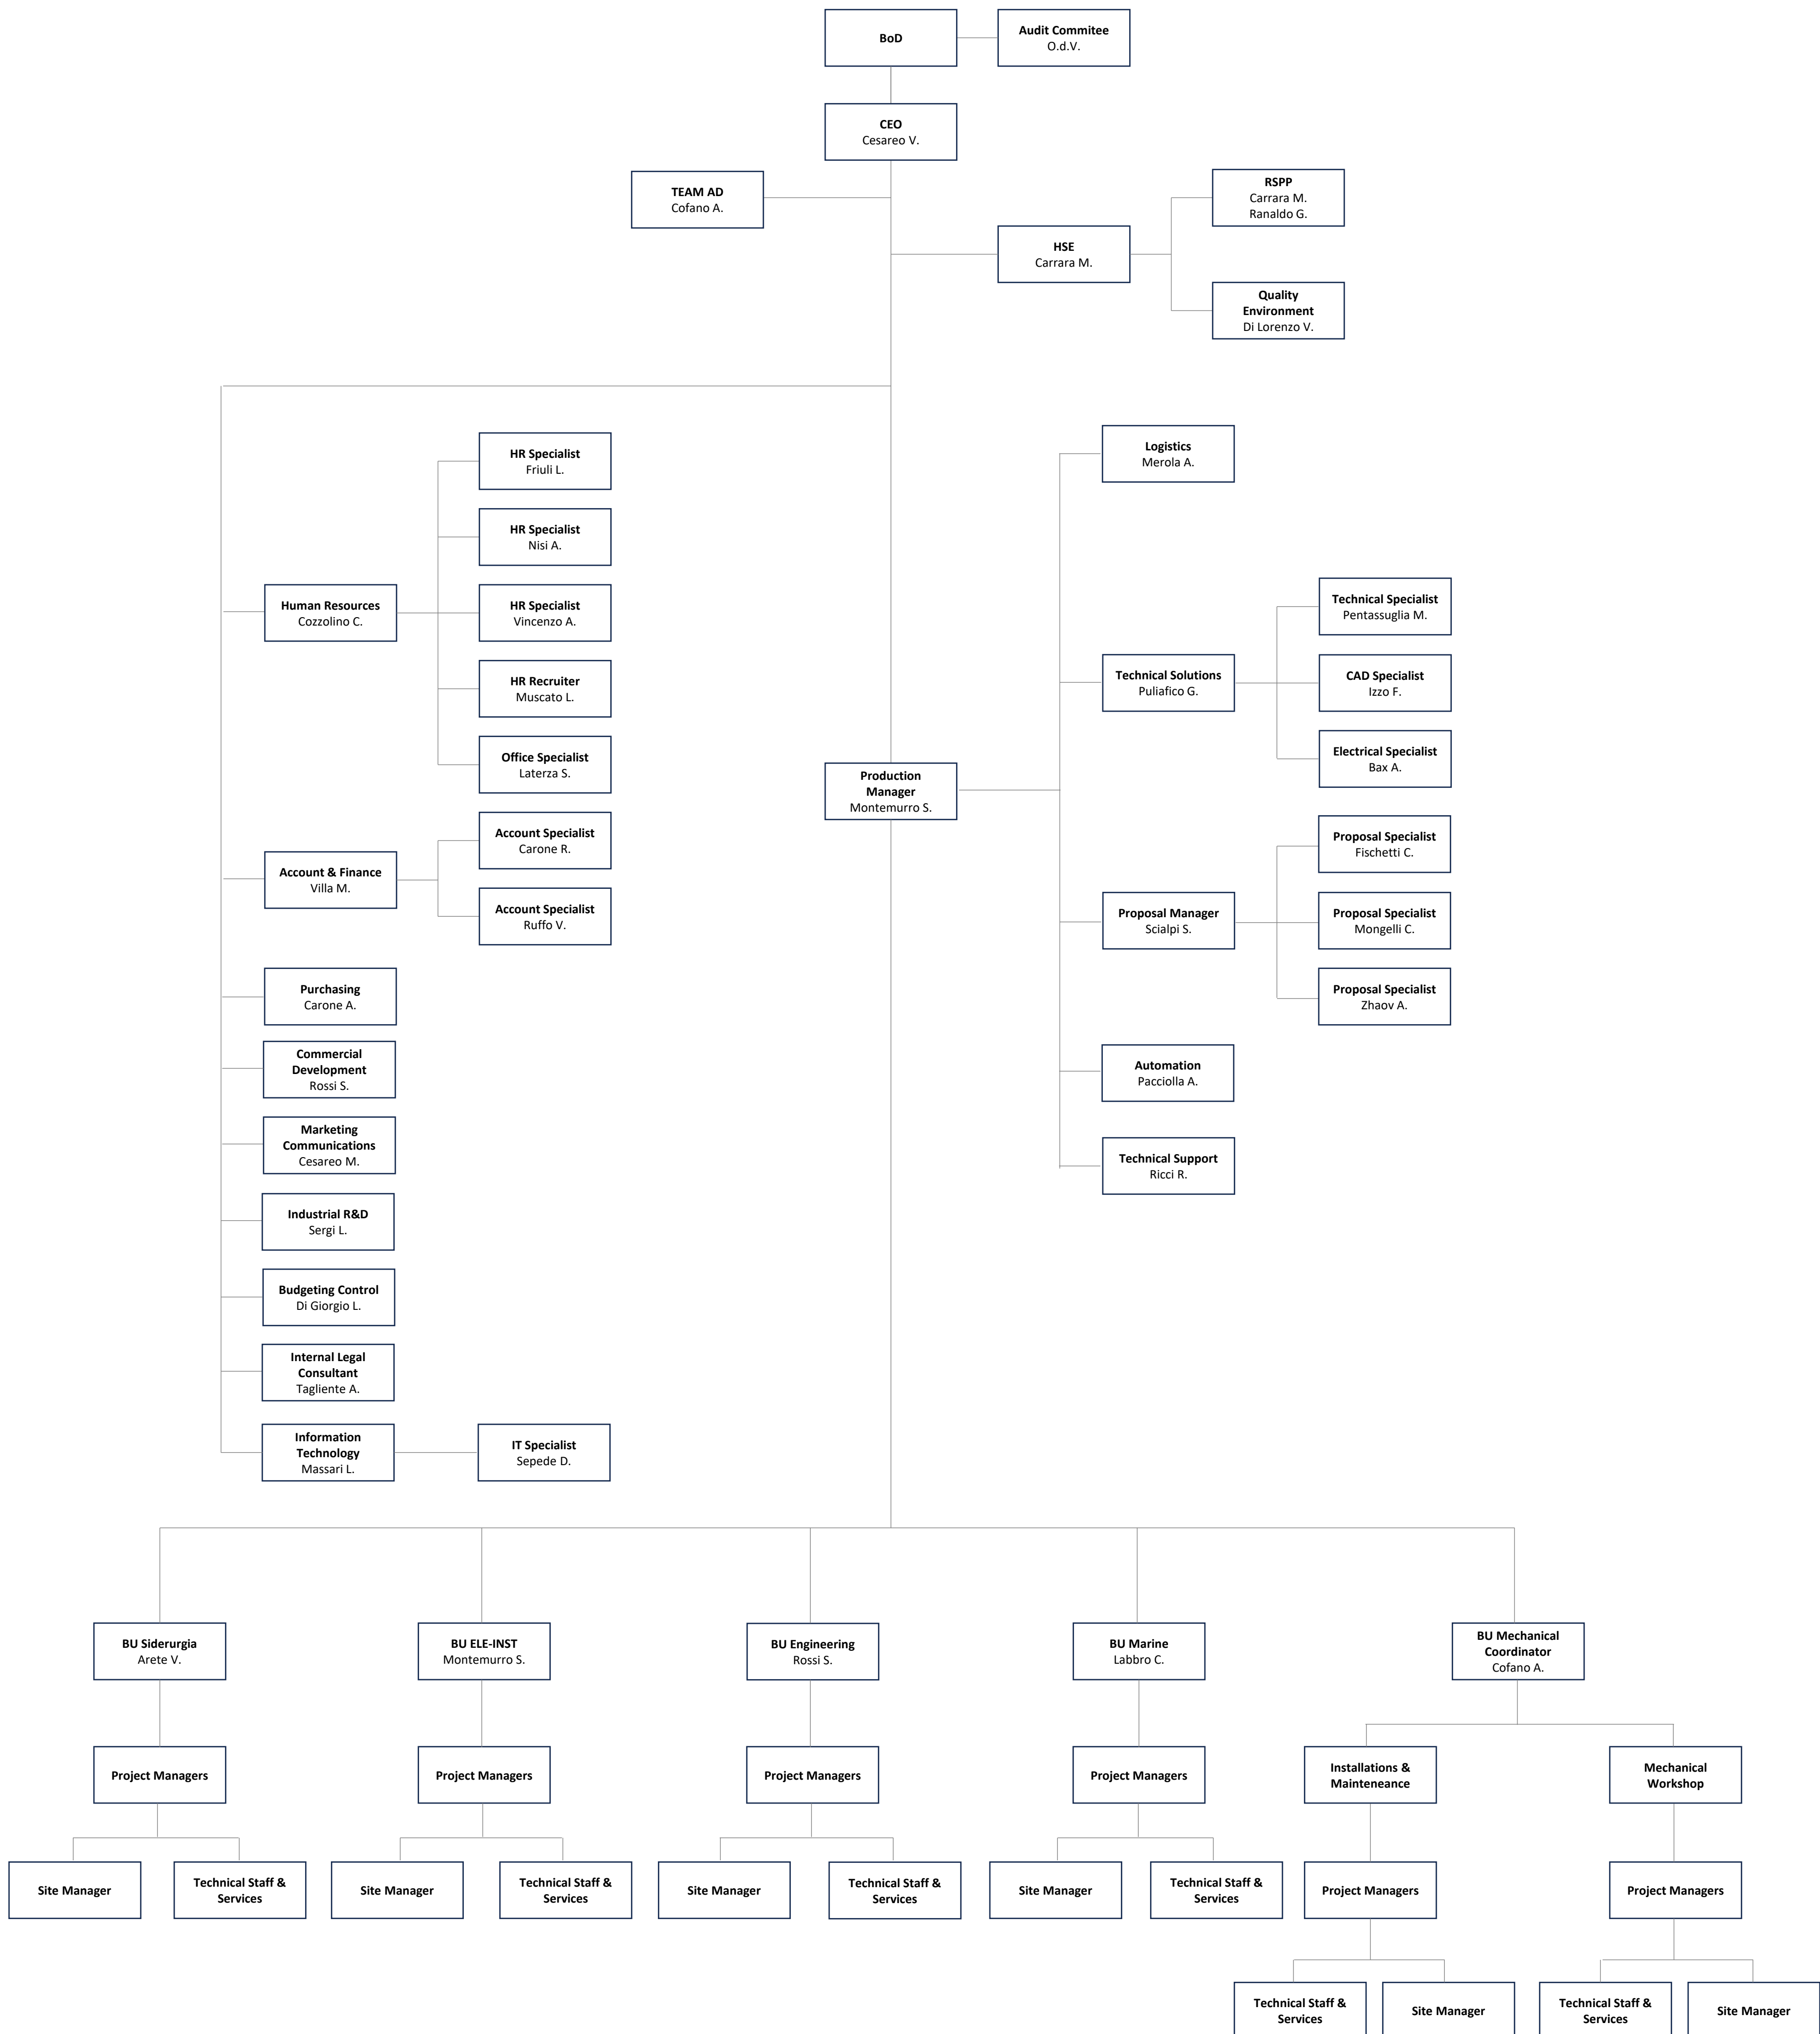 BoD
Audit Commitee
O.d.V.
CEO
Cesareo V.
TEAM AD
Cofano A.
RSPP
Carrara M.
Ranaldo G.
HSE
Carrara M.
Quality
Environment
Di Lorenzo V.
HR Specialist
Friuli L.
HR Specialist
Nisi A.
Human Resources
Cozzolino C.
HR Specialist
Vincenzo A.
HR Recruiter
Muscato L.
Office Specialist
Laterza S.
Account & Finance
Villa M.
Account Specialist
Carone R.
Account Specialist
Ruffo V.
Purchasing
Carone A.
Commercial
Development
Rossi S.
Marketing
Communications
Cesareo M.
Industrial R&D
Sergi L.
Budgeting Control
Di Giorgio L.
Internal Legal
Consultant
Tagliente A.
Information
Technology
Massari L.
IT Specialist
Sepede D.
Production
Manager
Montemurro S.
Logistics
Merola A.
Technical Solutions
Puliafico G.
Technical Specialist
Pentassuglia M.
CAD Specialist
Izzo F.
Electrical Specialist
Bax A.
Proposal Manager
Scialpi S.
Proposal Specialist
Fischetti C.
Proposal Specialist
Mongelli C.
Proposal Specialist
Zhaov A.
Automation
Pacciolla A.
Technical Support
Ricci R.
BU Siderurgia
Arete V.
BU ELE-INST
Montemurro S.
BU Engineering
Rossi S.
BU Marine
Labbro C.
BU Mechanical
Coordinator
Cofano A.
Project Managers
Project Managers
Project Managers
Project Managers
Installations &
Mainteneance
Mechanical
Workshop
Site Manager
Technical Staff &
Services
Site Manager
Technical Staff &
Services
Site Manager
Technical Staff &
Services
Site Manager
Technical Staff &
Services
Project Managers
Project Managers
Technical Staff &
Services
Site Manager
Technical Staff &
Services
Site Manager